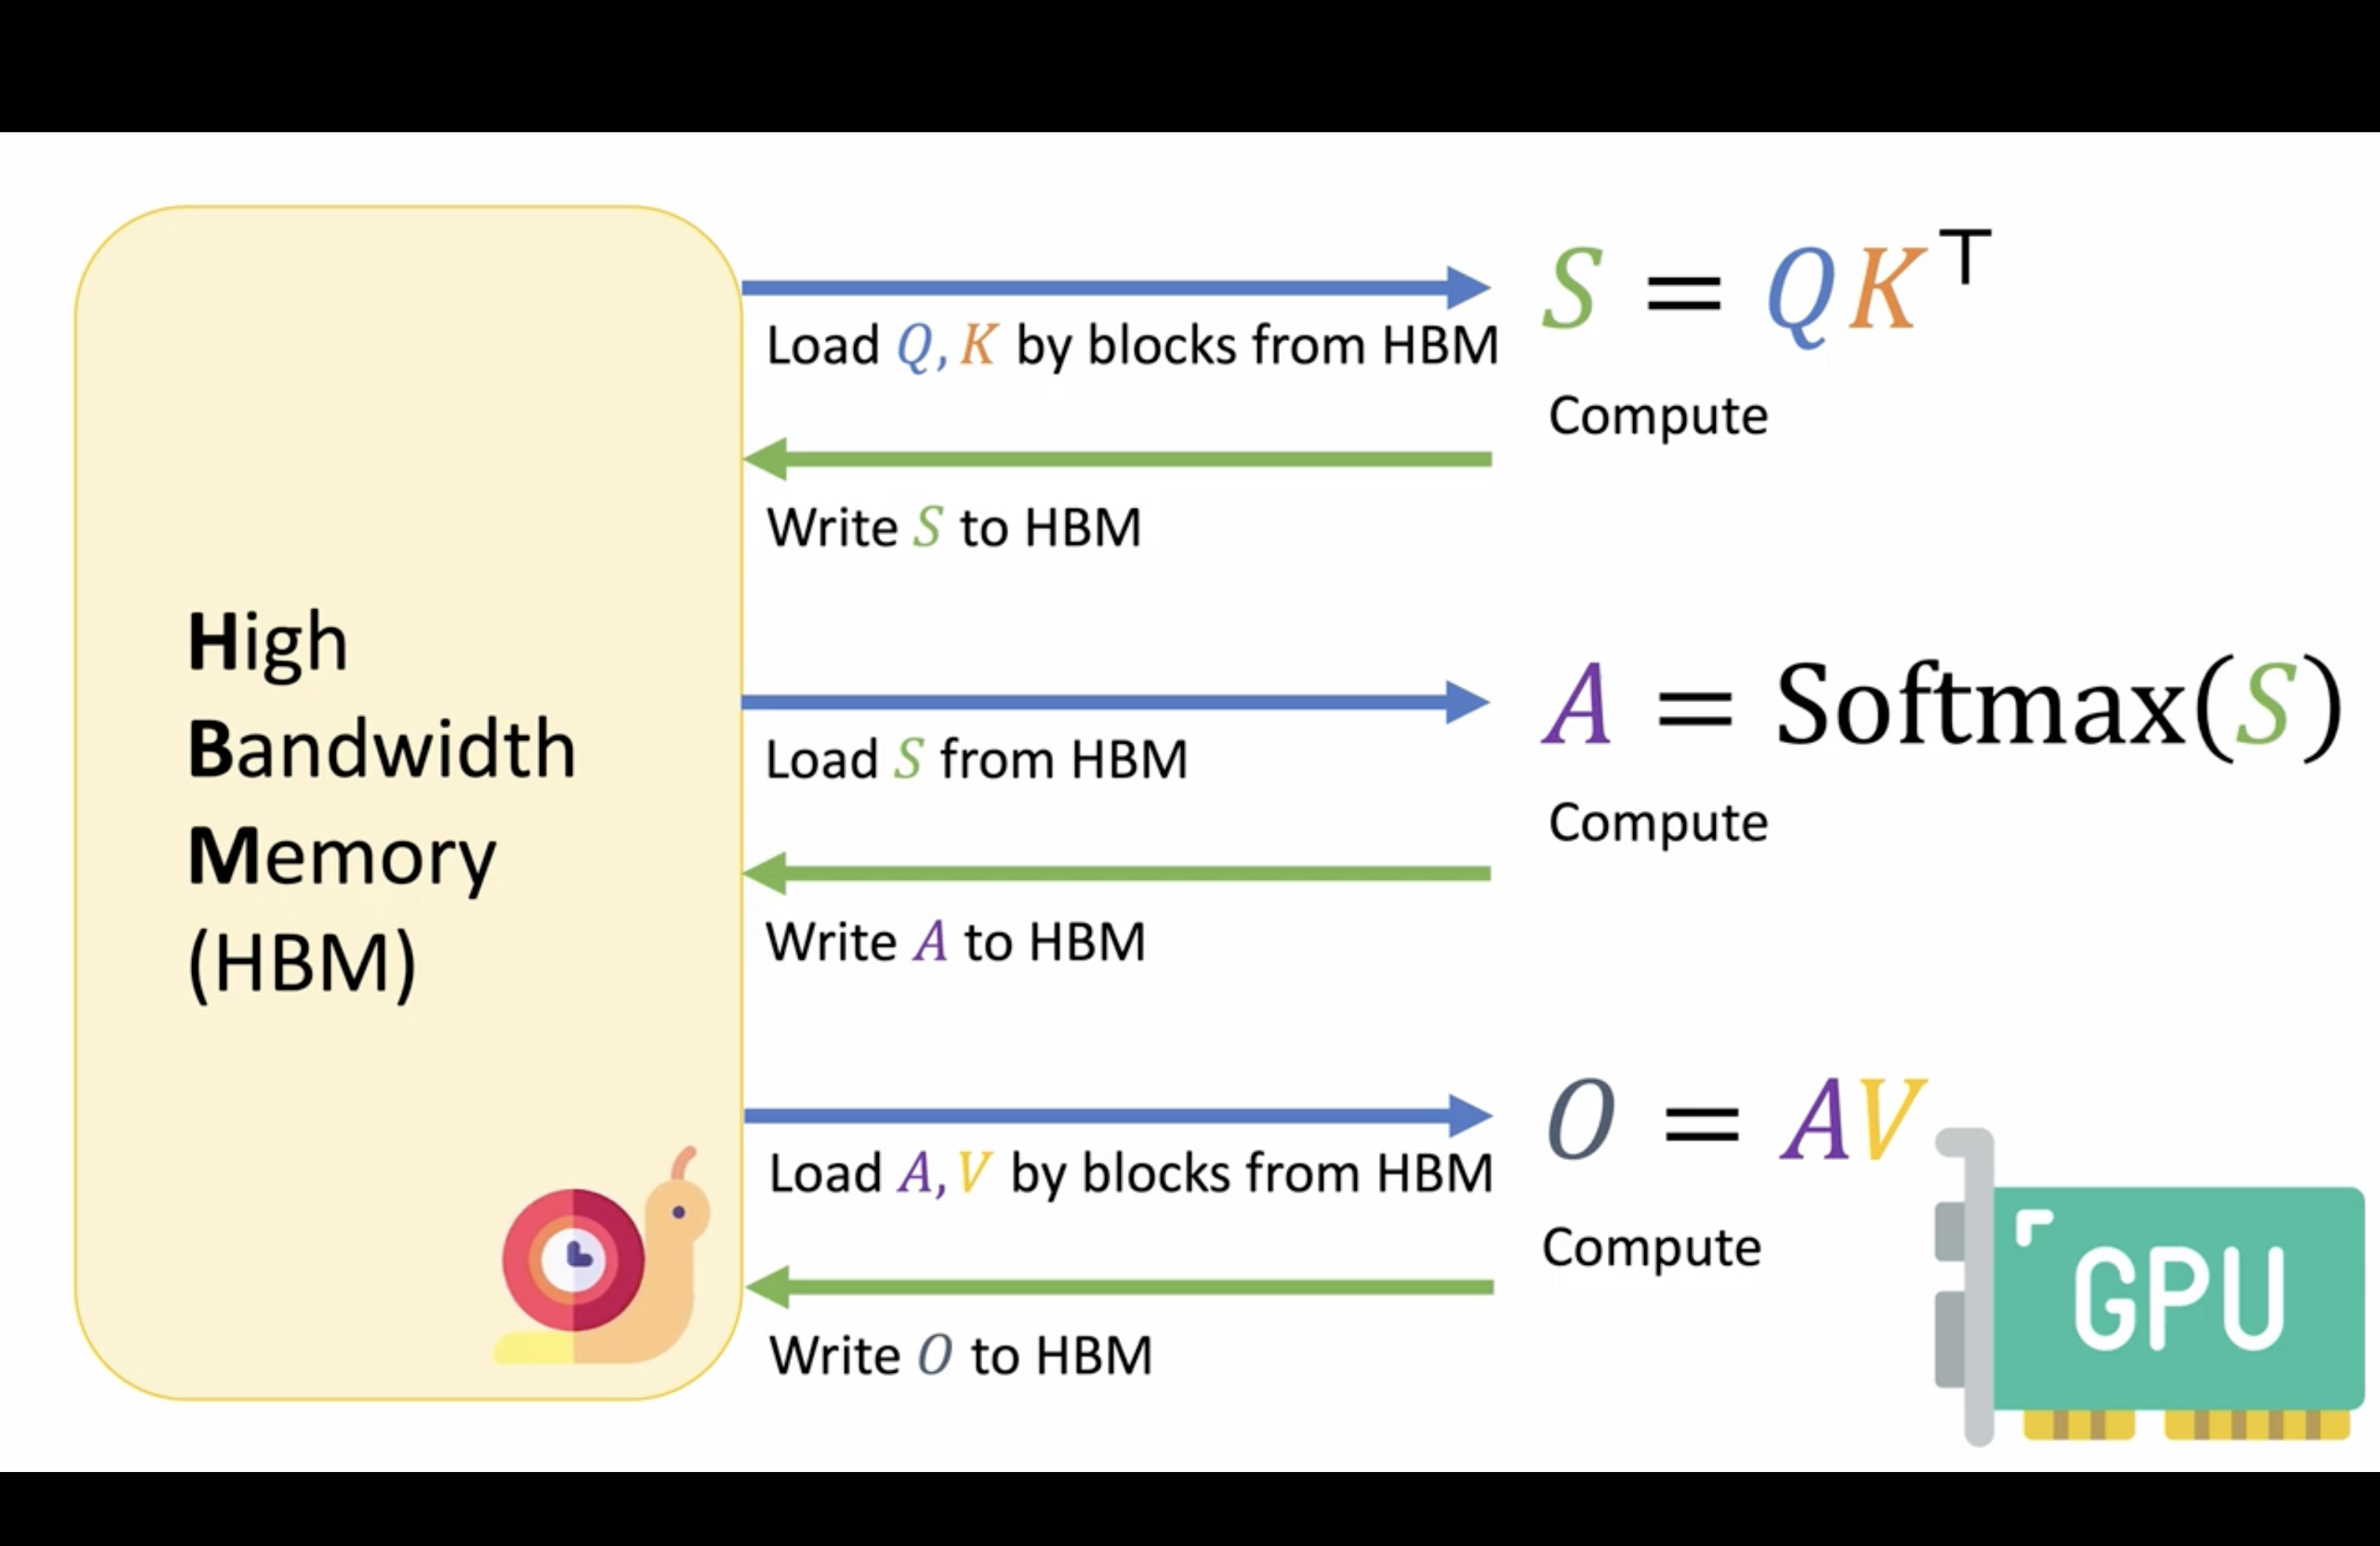 High
Bandwidth
Memory
(HBM)
Load Q, K by blocks from HBM
S = QK⊤
Compute
Write S to HBM
Load S from HBM
A = Softmax(S)
Compute
Write A to HBM
Load A, V by blocks from HBM
O = AV
Compute
Write O to HBM
GPU